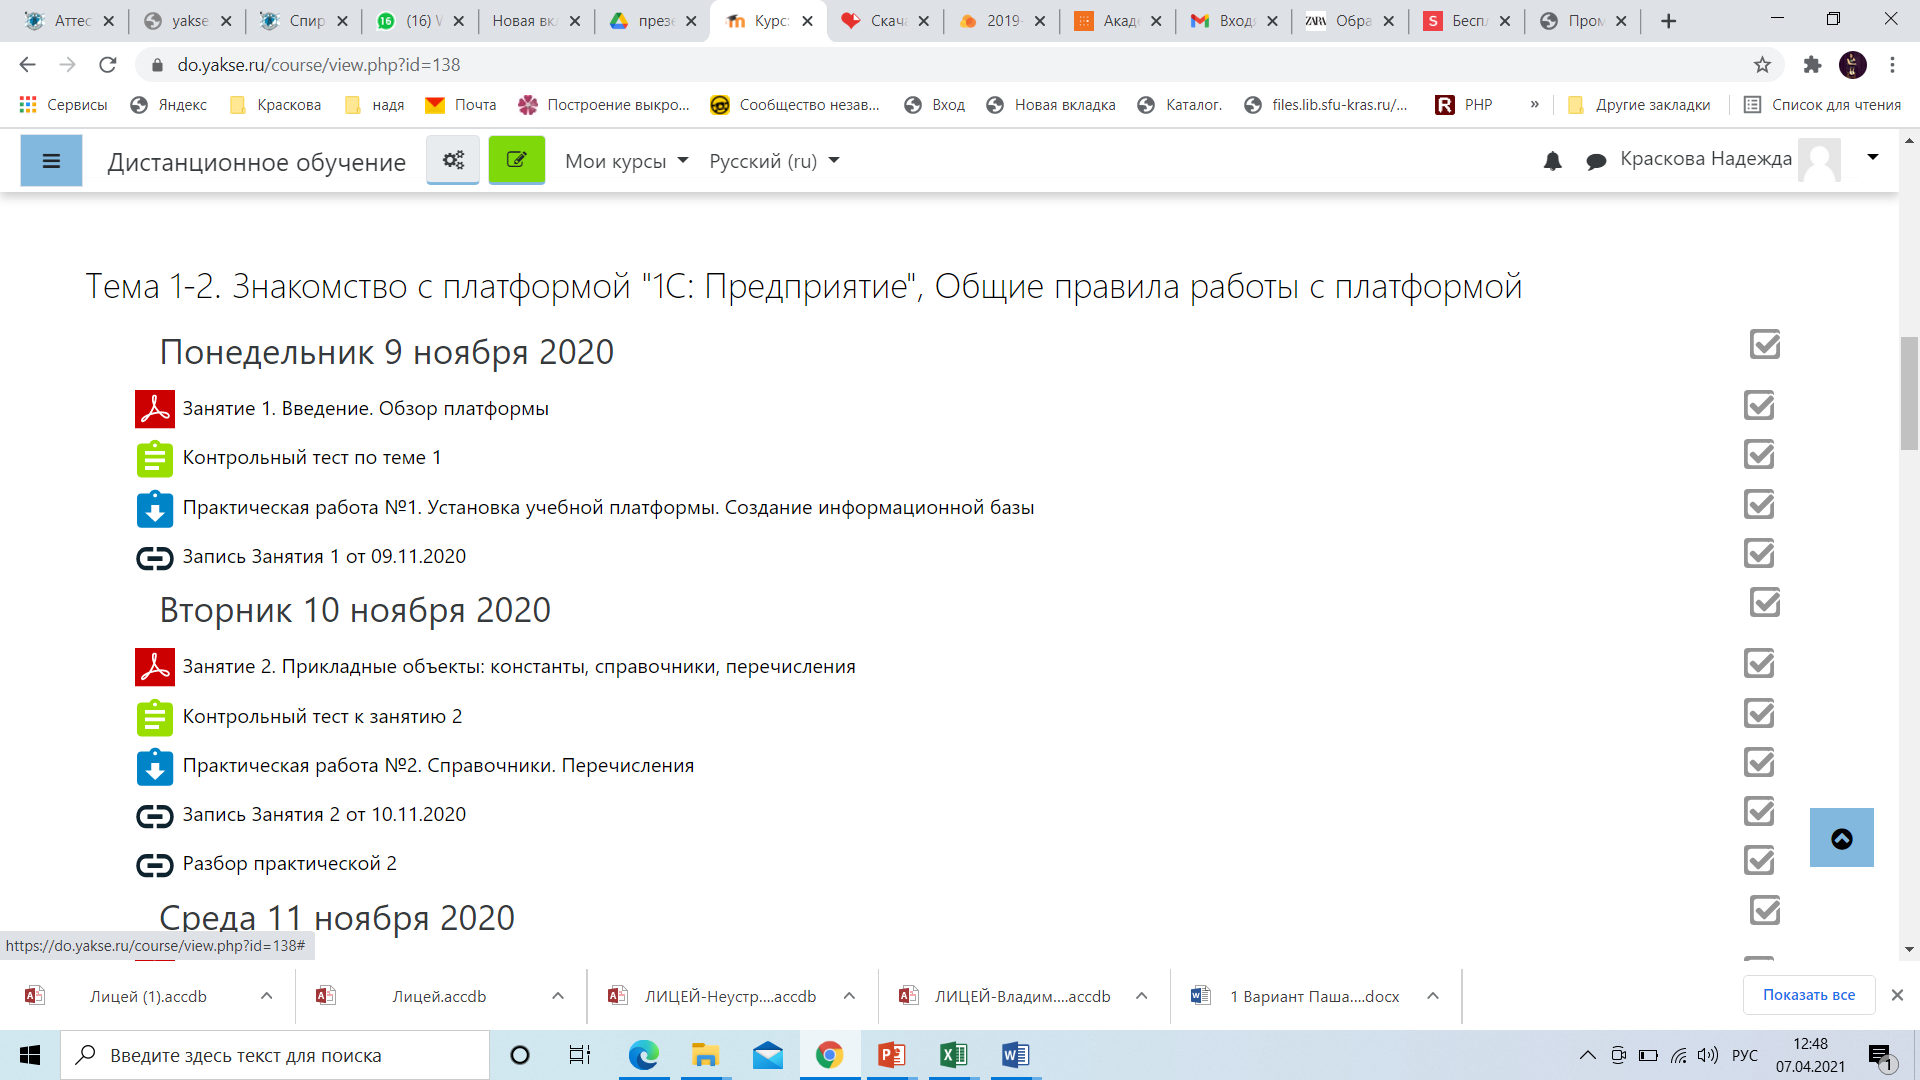 Аттес
yakse
Спир
(16) W
Новая вкл
през
Курс:
Скача
2019-
Акад
Входя
Обра
Беспл
Пром
do.yakse.ru/course/view.php?id=138
Сервисы
Яндекс
Краскова
надя
Почта
Построение выкро...
Сообщество незав...
Вход
Новая вкладка
Каталог.
files.lib.sfu-kras.ru/...
PHP
»
Другие закладки
Список для чтения
Дистанционное обучение
Мои курсы
Русский (ru)
Краскова Надежда
Тема 1-2. Знакомство с платформой "1С: Предприятие", Общие правила работы с платформой
Понедельник 9 ноября 2020
Занятие 1. Введение. Обзор платформы
Контрольный тест по теме 1
Практическая работа №1. Установка учебной платформы. Создание информационной базы
Запись Занятия 1 от 09.11.2020
Вторник 10 ноября 2020
Занятие 2. Прикладные объекты: константы, справочники, перечисления
Контрольный тест к занятию 2
Практическая работа №2. Справочники. Перечисления
Запись Занятия 2 от 10.11.2020
Разбор практической 2
Среда 11 ноября 2020
https://do.yakse.ru/course/view.php?id=138#
Лицей (1).accdb
Лицей.accdb
ЛИЦЕЙ-Неустр....accdb
ЛИЦЕЙ-Владим....accdb
1 Вариант Паша....docx
Показать все
Введите здесь текст для поиска
РУС
12:48
07.04.2021
1